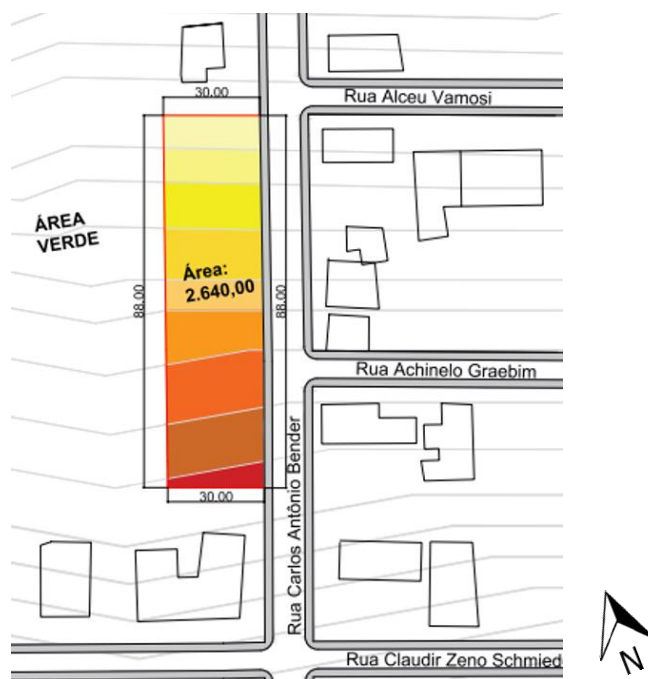 30.00
Rua Alceu Vamosi
ÁREA
VERDE
Área:
2.640,00
88.00
88.00
Rua Achinelo Graebim
Rua Carlos Antônio Bender
30.00
Rua Claudir Zeno Schmied
N